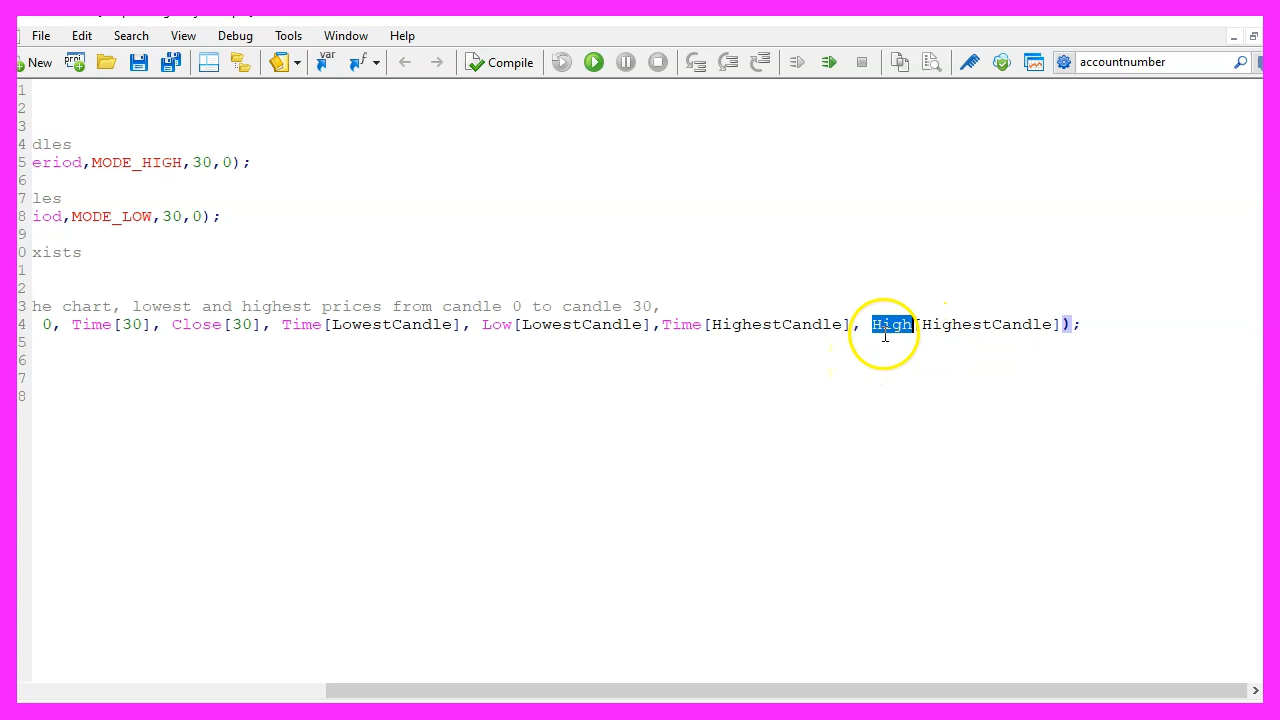 File Edit Search View Debug Tools Window Help
New Compile accountnumber
1
2
3
4 dles
5 eriod,MODE_HIGH,30,0);
6
7 les
8 iod,MODE_LOW,30,0);
9
0 xists
1
2
3 he chart, lowest and highest prices from candle 0 to candle 30,
4 0, Time[30], Close[30], Time[LowestCandle], Low[LowestCandle],Time[HighestCandle], High[HighestCandle]);
5
6
7
8